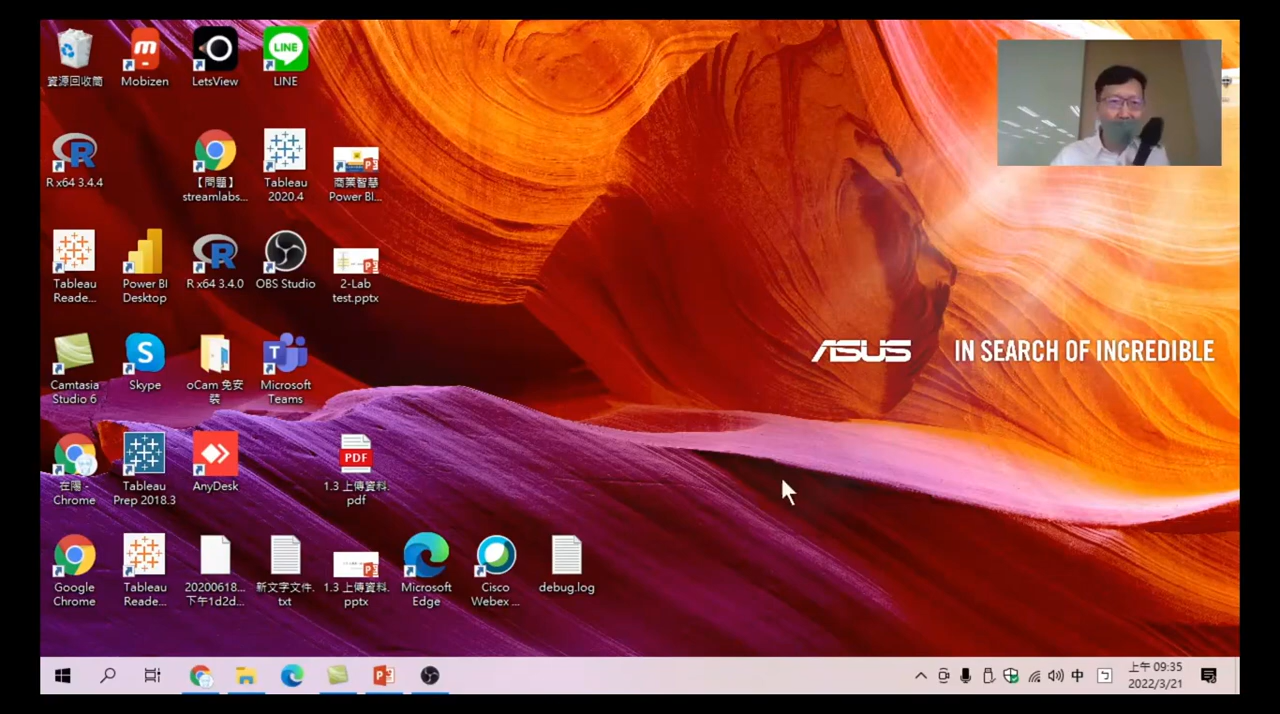 資源回收筒
Mobizen
LetsView
LINE
LINE
R x64 3.4.4
【問題】
streamlabs...
Tableau
2020.4
商業智慧
Power BI...
Tableau
Reade...
Power BI
Desktop
R x64 3.4.0
OBS Studio
2-Lab
test.pptx
ASUS
IN SEARCH OF INCREDIBLE
Camtasia
Studio 6
Skype
oCam 免安
裝
Microsoft
Teams
在陽 -
Chrome
Tableau
Prep 2018.3
AnyDesk
PDF
1.3 上傳資料.
pdf
Google
Chrome
Tableau
Reade...
20200618...
下午1d2d...
新文字文件.
txt
1.3 上傳資料.
pptx
Microsoft
Edge
Cisco
Webex ...
debug.log
中
上午 09:35
2022/3/21